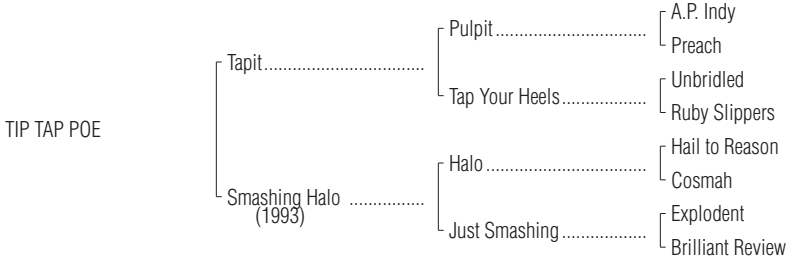 A.P. Indy
Pulpit
Preach
Tapit
Unbridled
Tap Your Heels
Ruby Slippers
TIP TAP POE
Hail to Reason
Halo
Cosmah
Smashing Halo
(1993)
Explodent
Just Smashing
Brilliant Review